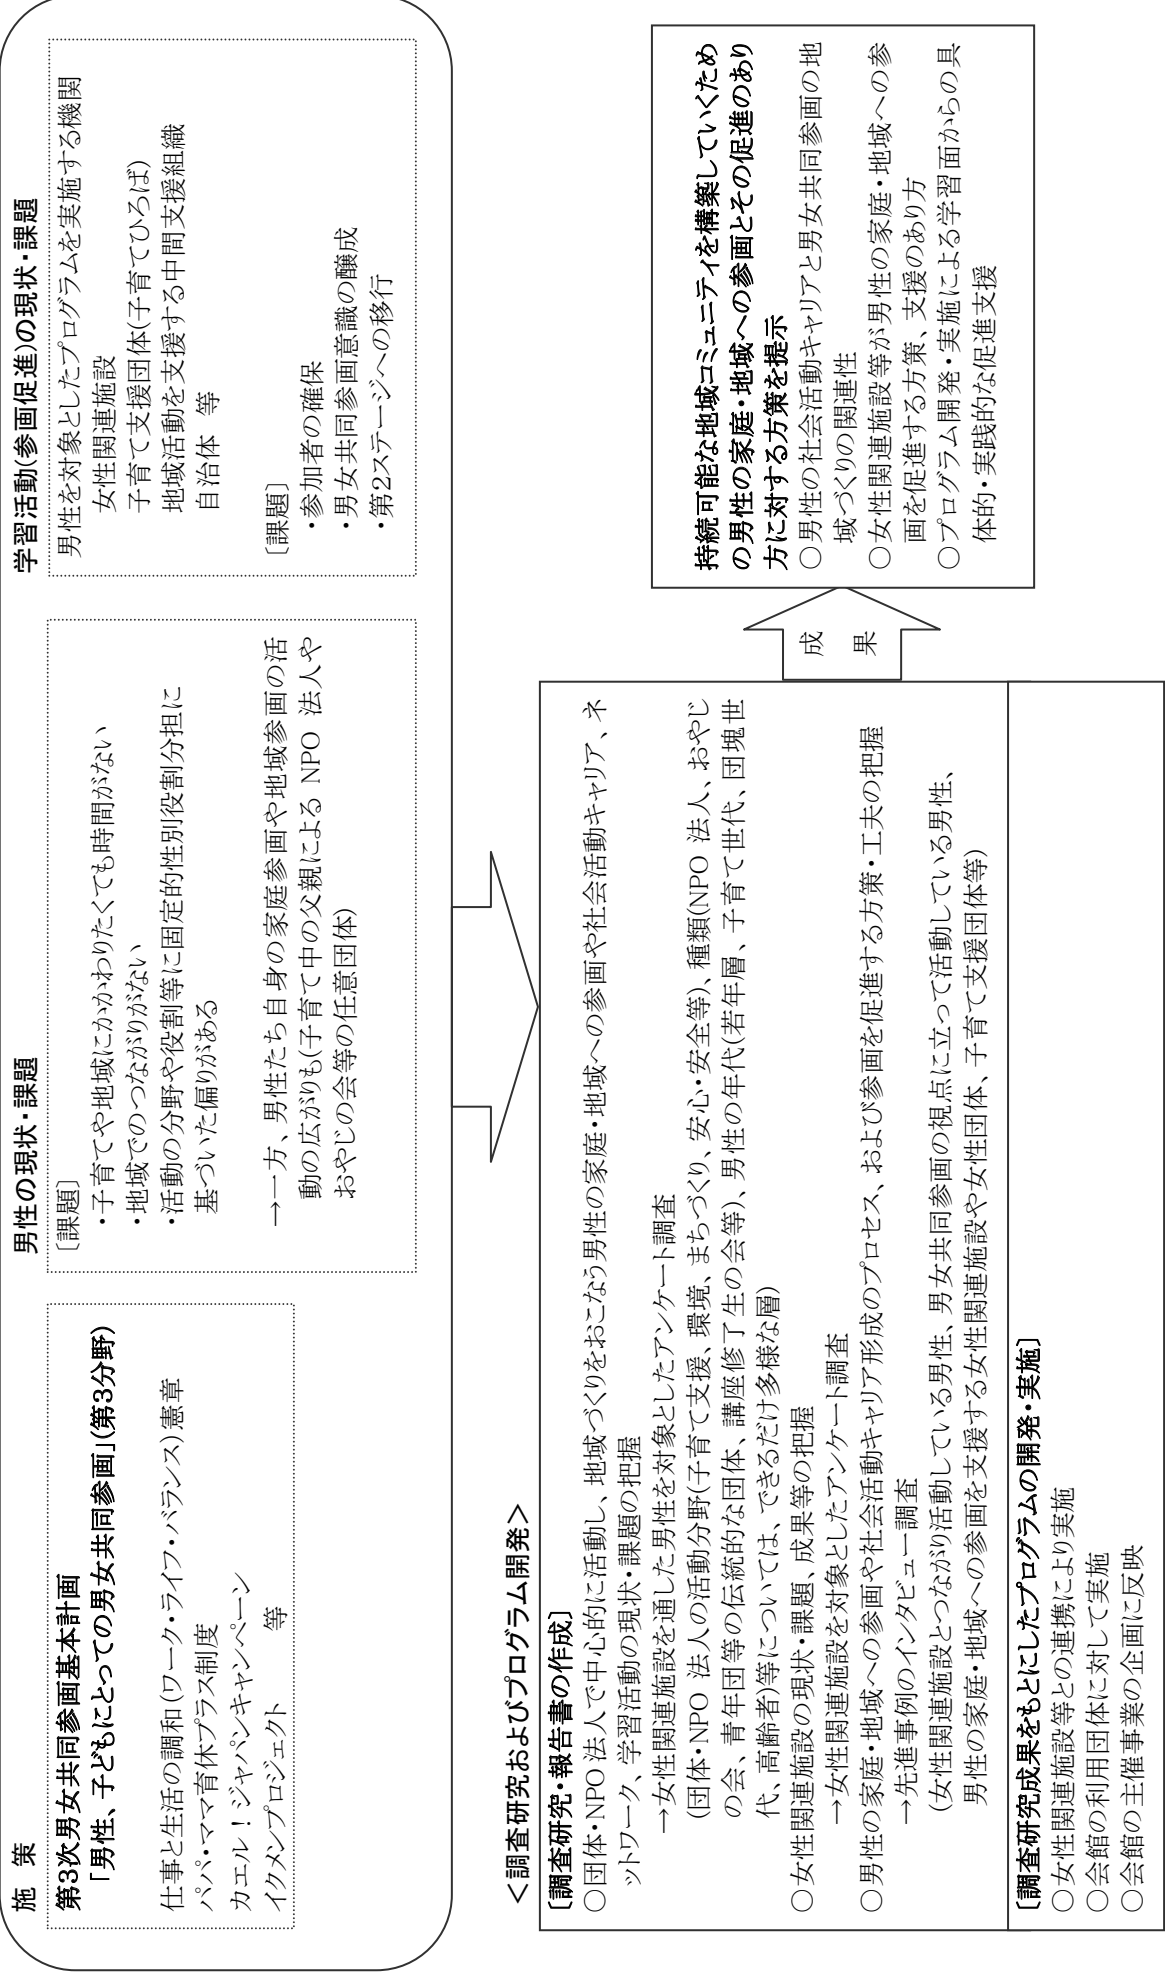 施　策
第3次男女共同参画基本計画
「男性、子どもにとっての男女共同参画」(第3分野)
仕事と生活の調和(ワーク・ライフ・バランス)憲章
パパ・ママ育休プラス制度
カエル！ジャパンキャンペーン
イクメンプロジェクト　　　等
男性の現状・課題
〔課題〕
・子育てや地域にかかわりたくても時間がない
・地域でのつながりがない
・活動の分野や役割等に固定的性別役割分担に
基づいた偏りがある
→一方、男性たち自身の家庭参画や地域参画の活
動の広がりも(子育て中の父親による NPO 法人や
おやじの会等の任意団体)
学習活動(参画促進)の現状・課題
男性を対象としたプログラムを実施する機関
女性関連施設
子育て支援団体(子育てひろば)
地域活動を支援する中間支援組織
自治体　等
〔課題〕
・参加者の確保
・男女共同参画意識の醸成
・第2ステージへの移行
＜調査研究およびプログラム開発＞
〔調査研究・報告書の作成〕
○団体・NPO 法人で中心的に活動し、地域づくりをおこなう男性の家庭・地域への参画や社会活動キャリア、ネ
ットワーク、学習活動の現状・課題の把握
→女性関連施設を通した男性を対象としたアンケート調査
(団体・NPO 法人の活動分野(子育て支援、環境、まちづくり、安心・安全等)、種類(NPO 法人、おやじ
の会、青年団等の伝統的な団体、講座修了生の会等)、男性の年代(若年層、子育て世代、団塊世
代、高齢者)等については、できるだけ多様な層)
○女性関連施設の現状・課題、成果等の把握
→女性関連施設を対象としたアンケート調査
○男性の家庭・地域への参画や社会活動キャリア形成のプロセス、および参画を促進する方策・工夫の把握
→先進事例のインタビュー調査
(女性関連施設とつながり活動している男性、男女共同参画の視点に立って活動している男性、
男性の家庭・地域への参画を支援する女性関連施設や女性団体、子育て支援団体等)
〔調査研究成果をもとにしたプログラムの開発・実施〕
○女性関連施設等との連携により実施
○会館の利用団体に対して実施
○会館の主催事業の企画に反映
成
果
持続可能な地域コミュニティを構築していくため
の男性の家庭・地域への参画とその促進のあり
方に対する方策を提示
○男性の社会活動キャリアと男女共同参画の地
域づくりの関連性
○女性関連施設等が男性の家庭・地域への参
画を促進する方策、支援のあり方
○プログラム開発・実施による学習面からの具
体的・実践的な促進支援